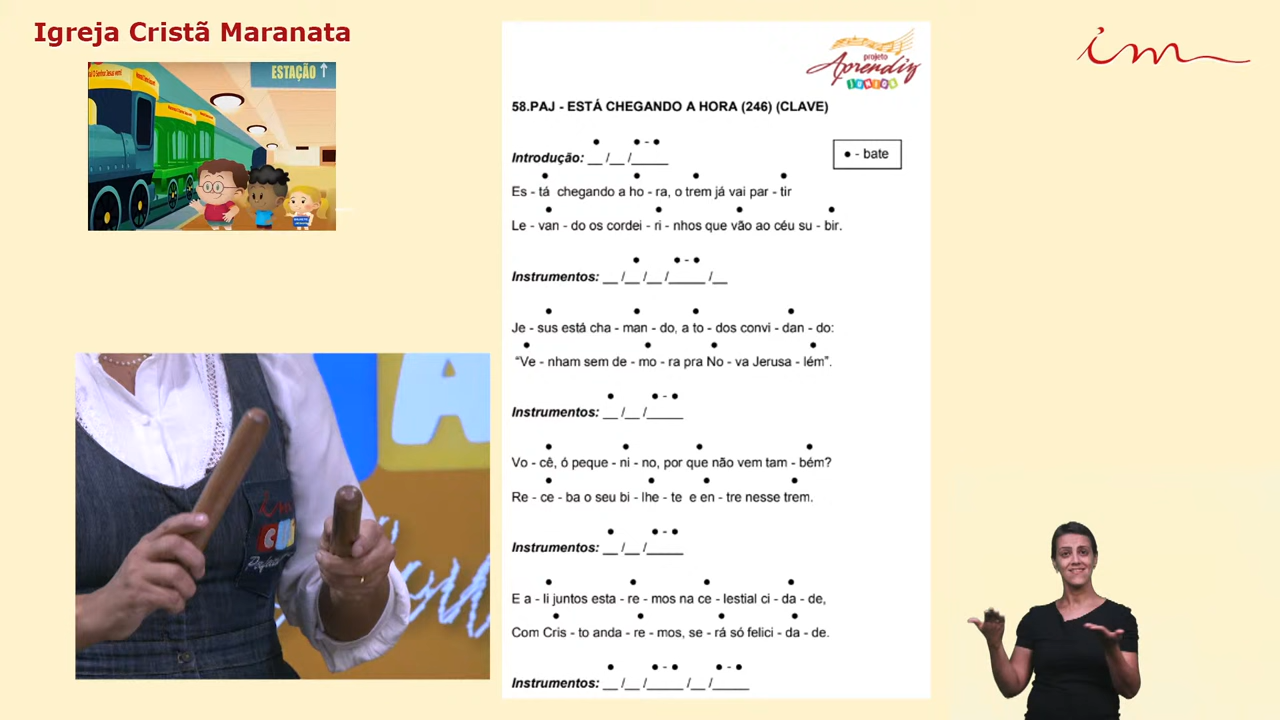 Igreja Cristã Maranata
ESTAÇÃO ↑
im
projeto
Aprendiz
JUNIOR
58.PAJ - ESTÁ CHEGANDO A HORA (246) (CLAVE)
● ● - ●
Introdução: __ /__ /_____
● - bate
● ● ● ●
Es - tá chegando a ho - ra, o trem já vai par - tir
● ● ● ●
Le - van - do os cordei - ri - nhos que vão ao céu su - bir.
● ● - ●
Instrumentos: __ /__ /__ /_____ /__
● ● ● ●
Je - sus está cha - man - do, a to - dos convi - dan - do:
● ● ● ●
“Ve - nham sem de - mo - ra pra No - va Jerusa - lém”.
● ● - ●
Instrumentos: __ /__ /_____
● ● ● ●
Vo - cê, ó peque - ni - no, por que não vem tam - bém?
● ● ● ●
Re - ce - ba o seu bi - lhe - te e en - tre nesse trem.
● ● - ●
Instrumentos: __ /__ /_____
● ● ● ●
E a - li juntos esta - re - mos na ce - lestial ci - da - de,
● ● ● ●
Com Cris - to anda - re - mos, se - rá só felici - da - de.
● ● - ● ● - ●
Instrumentos: __ /__ /_____ /__ /_____
A
im